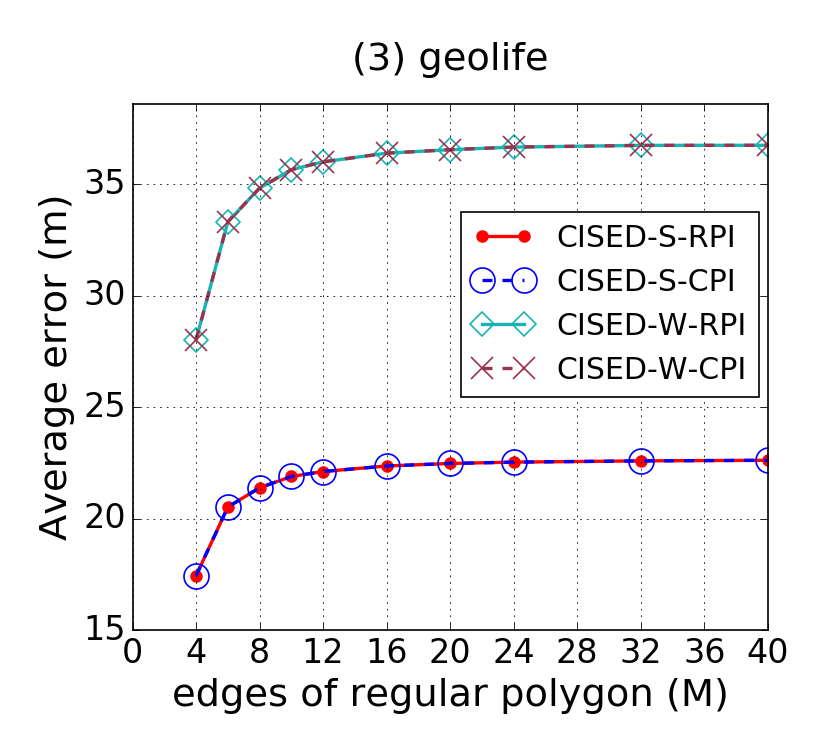 (3) geolife
Average error (m)
35
30
25
20
15
CISED-S-RPI
CISED-S-CPI
CISED-W-RPI
CISED-W-CPI
0 4 8 12 16 20 24 28 32 36 40
edges of regular polygon (M)